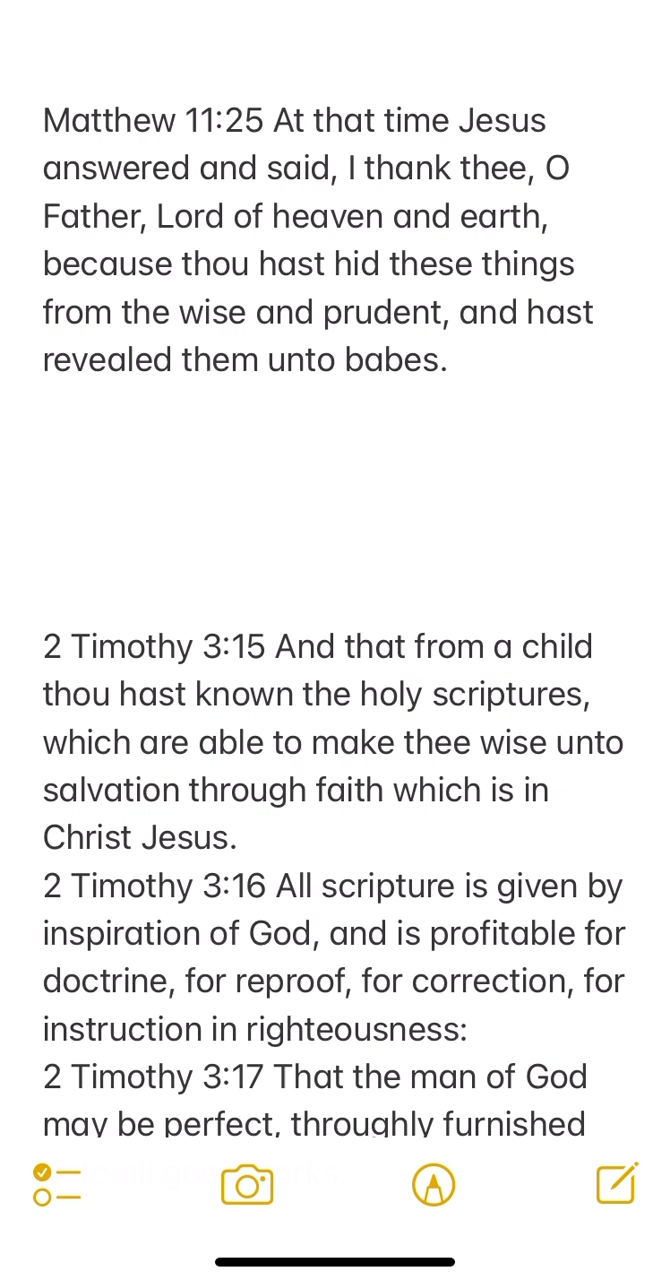 Matthew 11:25 At that time Jesus
answered and said, I thank thee, O
Father, Lord of heaven and earth,
because thou hast hid these things
from the wise and prudent, and hast
revealed them unto babes.
2 Timothy 3:15 And that from a child
thou hast known the holy scriptures,
which are able to make thee wise unto
salvation through faith which is in
Christ Jesus.
2 Timothy 3:16 All scripture is given by
inspiration of God, and is profitable for
doctrine, for reproof, for correction, for
instruction in righteousness:
2 Timothy 3:17 That the man of God
may be perfect, throughly furnished